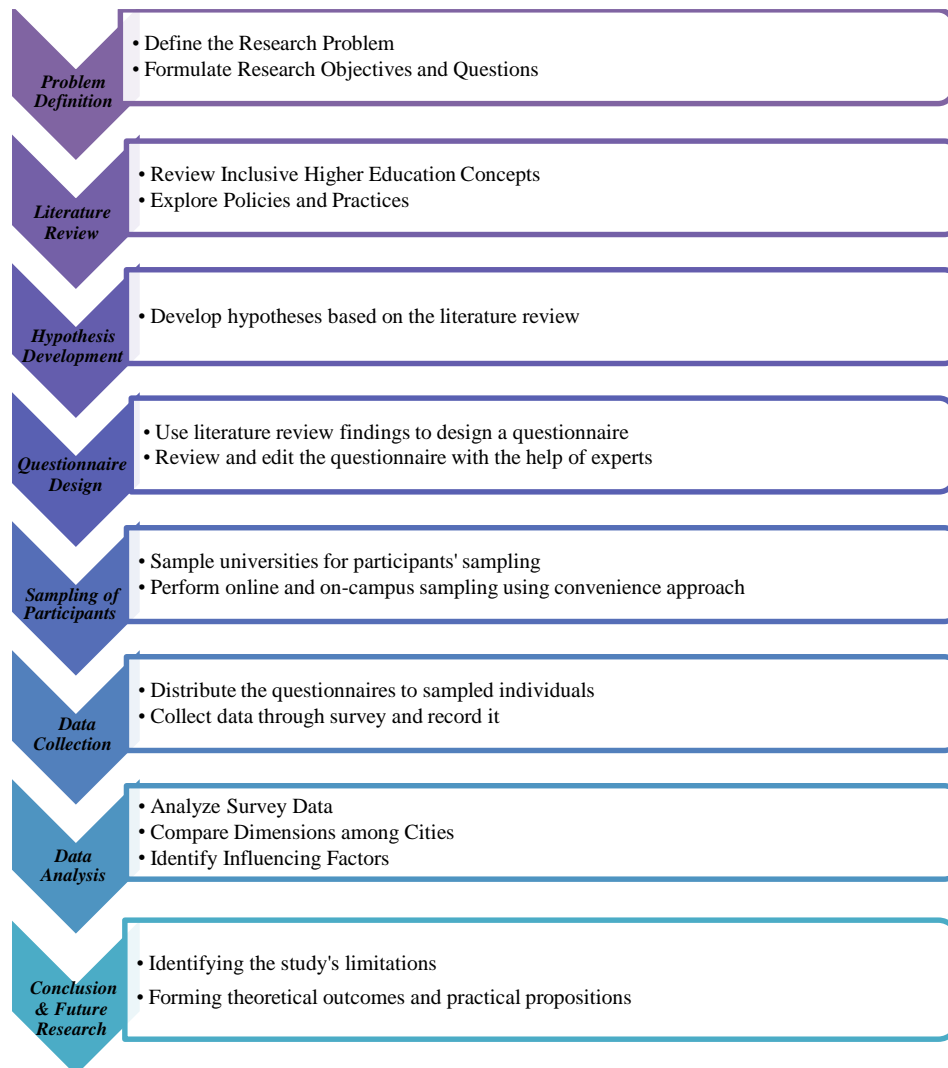 Problem
Definition
• Define the Research Problem
• Formulate Research Objectives and Questions
Literature
Review
• Review Inclusive Higher Education Concepts
• Explore Policies and Practices
Hypothesis
Development
• Develop hypotheses based on the literature review
Questionnaire
Design
• Use literature review findings to design a questionnaire
• Review and edit the questionnaire with the help of experts
Sampling of
Participants
• Sample universities for participants' sampling
• Perform online and on-campus sampling using convenience approach
Data
Collection
• Distribute the questionnaires to sampled individuals
• Collect data through survey and record it
Data
Analysis
• Analyze Survey Data
• Compare Dimensions among Cities
• Identify Influencing Factors
Conclusion
& Future
Research
• Identifying the study's limitations
• Forming theoretical outcomes and practical propositions